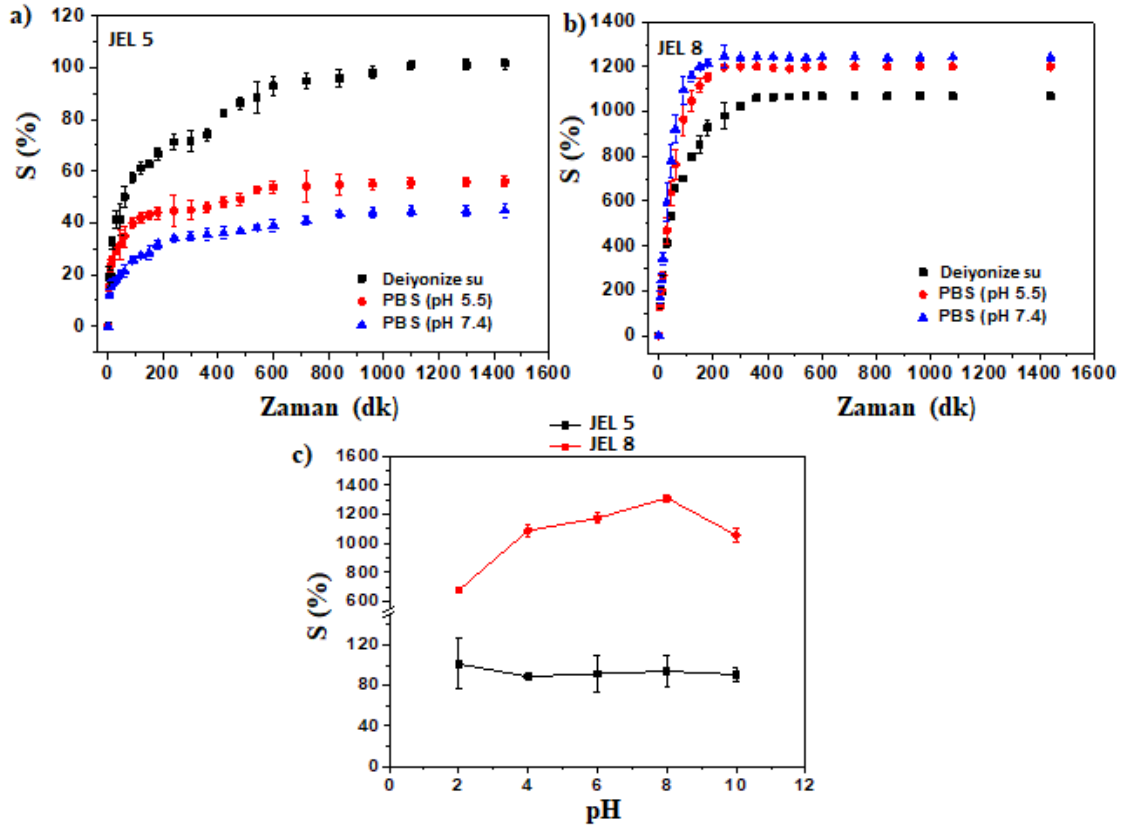 a)
JEL 5
120
100
80
60
40
20
0
S (%)
Deiyonize su
PBS (pH 5.5)
PBS (pH 7.4)
0 200 400 600 800 1000 1200 1400 1600
Zaman (dk)
b)
JEL 8
1400
1200
1000
800
600
400
200
0
S (%)
Deiyonize su
PBS (pH 5.5)
PBS (pH 7.4)
0 200 400 600 800 1000 1200 1400 1600
Zaman (dk)
JEL 5
JEL 8
c)
1600
1400
1200
1000
800
600
120
80
40
0
S (%)
0 2 4 6 8 10 12
pH